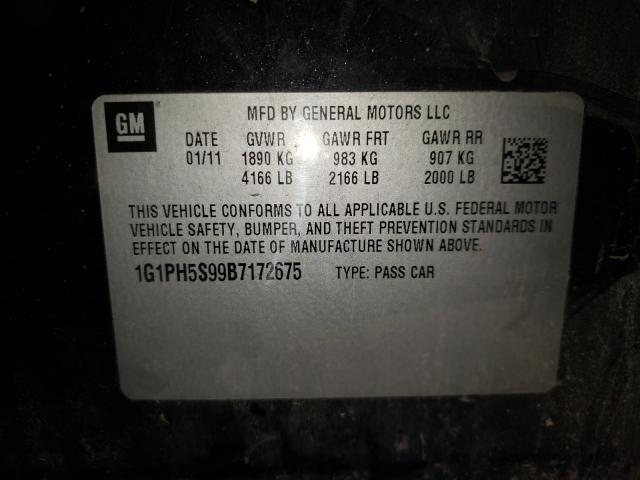 GM
MFD BY GENERAL MOTORS LLC
DATE GVWR GAWR FRT GAWR RR
01/11 1890 KG 983 KG 907 KG
4166 LB 2166 LB 2000 LB
THIS VEHICLE CONFORMS TO ALL APPLICABLE U.S. FEDERAL MOTOR
VEHICLE SAFETY, BUMPER, AND THEFT PREVENTION STANDARDS IN
EFFECT ON THE DATE OF MANUFACTURE SHOWN ABOVE.
1G1PH5S99B7172675 TYPE: PASS CAR